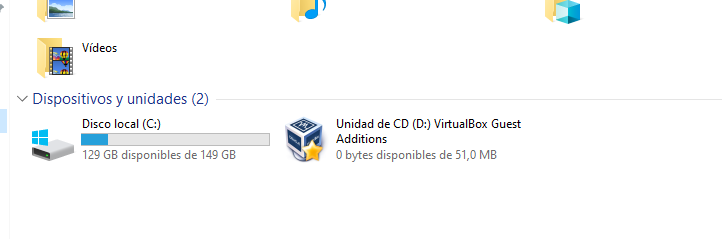 Vídeos
Dispositivos y unidades (2)
Disco local (C:)
129 GB disponibles de 149 GB
Unidad de CD (D:) VirtualBox Guest
Additions
0 bytes disponibles de 51,0 MB